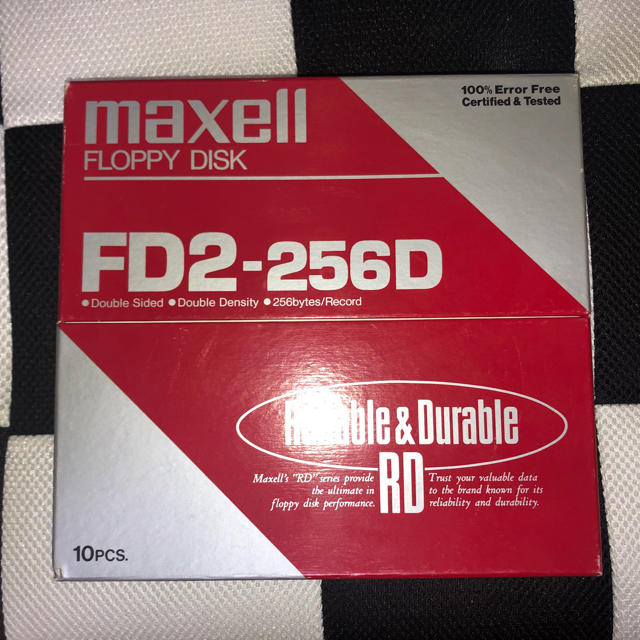 maxell
FLOPPY DISK
100% Error Free
Certified & Tested
FD2-256D
●Double Sided ●Double Density ●256bytes/Record
& Durable
RD
Maxell's "RD" series provide
the ultimate in
floppy disk performance.
Trust your valuable data
to the brand known for its
reliability and durability.
10PCS.